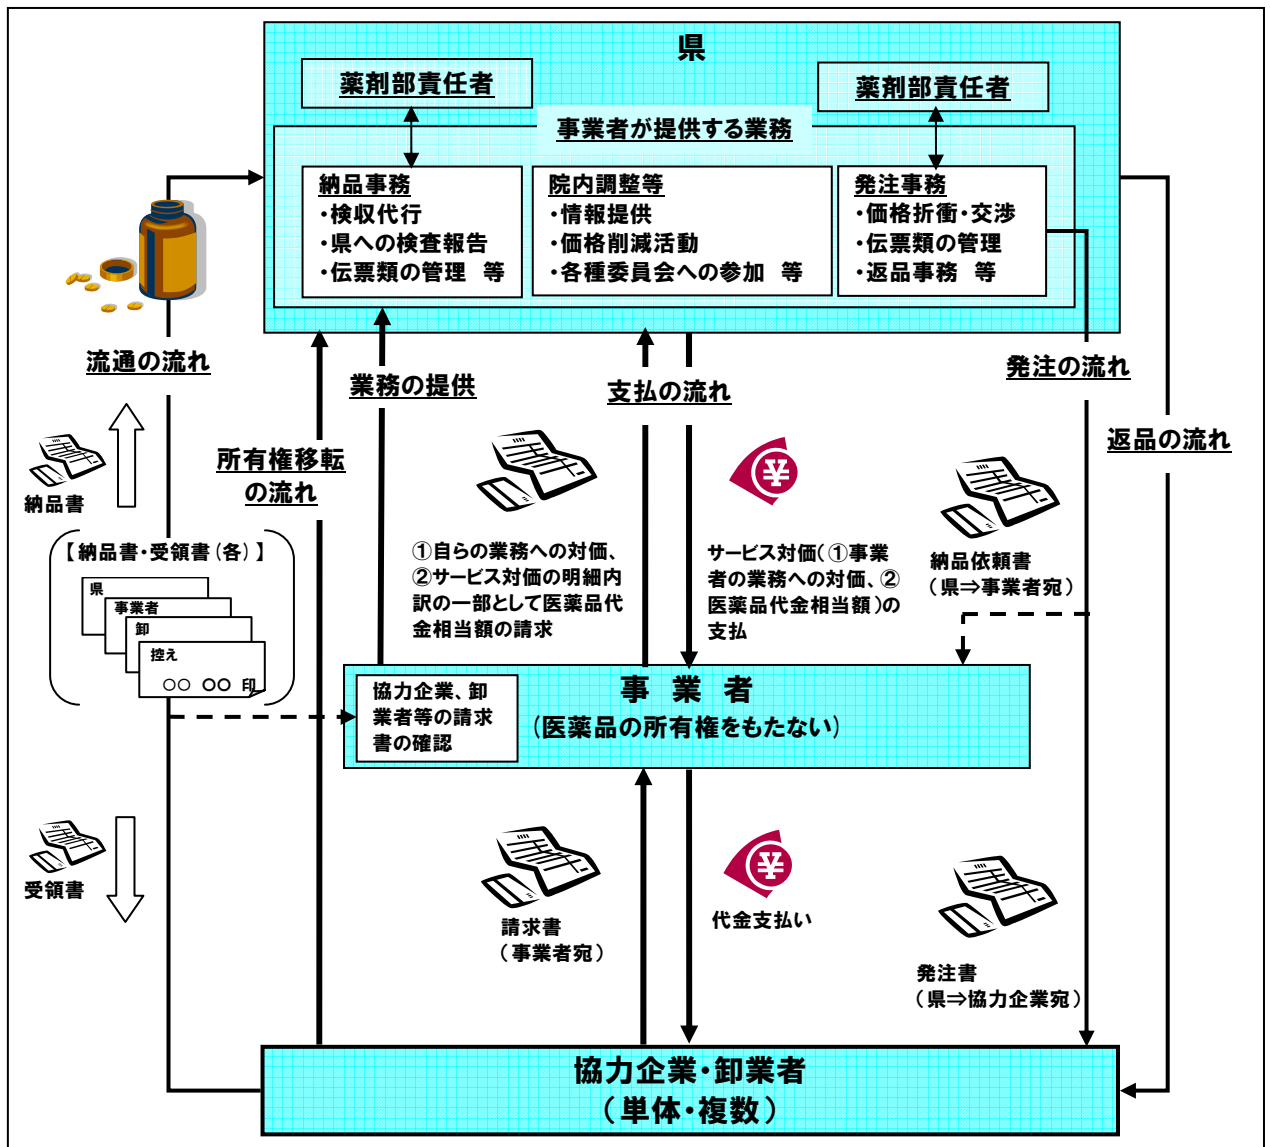 県
薬剤部責任者
薬剤部責任者
事業者が提供する業務
納品事務
・検収代行
・県への検査報告
・伝票類の管理　等
院内調整等
・情報提供
・価格削減活動
・各種委員会への参加　等
発注事務
・価格折衝・交渉
・伝票類の管理
・返品事務　等
流通の流れ
業務の提供
支払の流れ
発注の流れ
返品の流れ
所有権移転
の流れ
納品書
【納品書・受領書（各）】
県
事業者
卸
控え
○○　○○　印
①自らの業務への対価、
②サービス対価の明細内
訳の一部として医薬品代
金相当額の請求
サービス対価（①事業
者の業務への対価、②
医薬品代金相当額）の
支払
納品依頼書
（県⇒事業者宛）
協力企業、卸
業者等の請求
書の確認
事　業　者
（医薬品の所有権をもたない）
受領書
請求書
（事業者宛）
代金支払い
発注書
（県⇒協力企業宛）
協力企業・卸業者
（単体・複数）